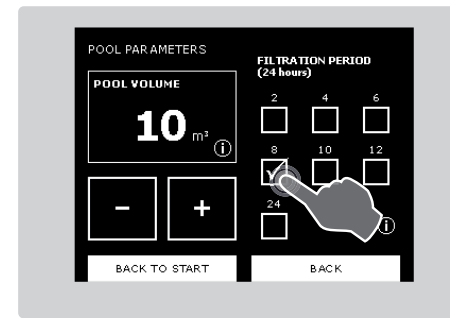 POOL PARAMETERS
POOL VOLUME
10 m³
i
- +
BACK TO START
FILTRATION PERIOD
(24 hours)
2 4 6
8 10 12
24
i
BACK